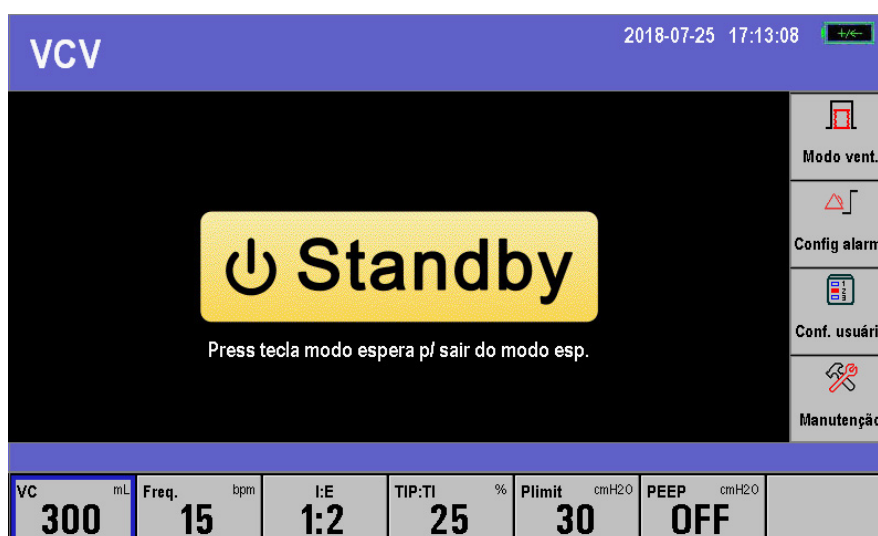 VCV
2018-07-25 17:13:08
+/←
Modo vent.
Config alarm
Conf. usuári
Manutenção
Standby
Press tecla modo espera p/ sair do modo esp.
VC mL Freq. bpm I:E TIP:TI % Plimit cmH2O PEEP cmH2O
300 15 1:2 25 30 OFF